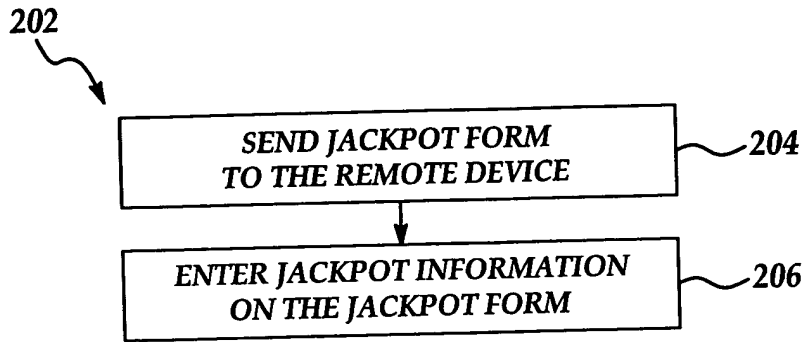 202
SEND JACKPOT FORM
TO THE REMOTE DEVICE
204
ENTER JACKPOT INFORMATION
ON THE JACKPOT FORM
206